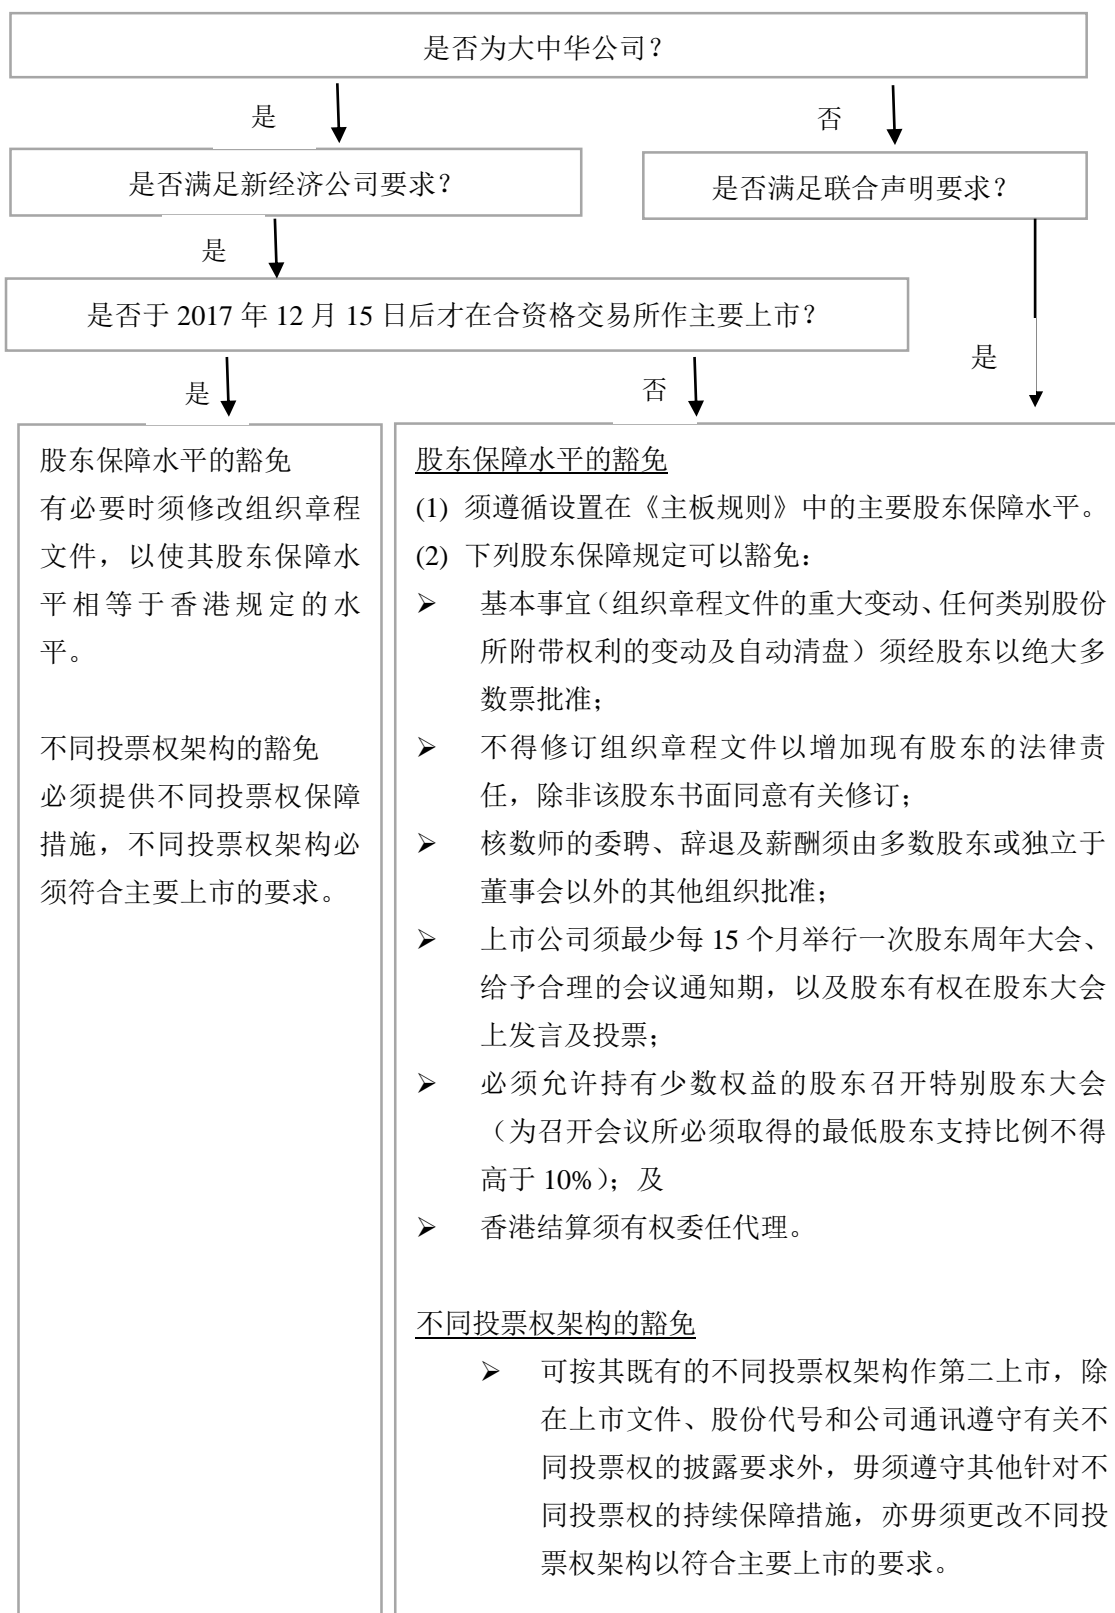 是否为大中华公司？
是
否
是否满足新经济公司要求？
是否满足联合声明要求？
是
是否于 2017 年 12 月 15 日后才在合资格交易所作主要上市？
是
否
是
股东保障水平的豁免
有必要时须修改组织章程
文件，以使其股东保障水
平相等于香港规定的水
平。
不同投票权架构的豁免
必须提供不同投票权保障
措施，不同投票权架构必
须符合主要上市的要求。
股东保障水平的豁免
(1) 须遵循设置在《主板规则》中的主要股东保障水平。
(2) 下列股东保障规定可以豁免：
➢ 基本事宜（组织章程文件的重大变动、任何类别股份
所附带权利的变动及自动清盘）须经股东以绝大多
数票批准；
➢ 不得修订组织章程文件以增加现有股东的法律责
任，除非该股东书面同意有关修订；
➢ 核数师的委聘、辞退及薪酬须由多数股东或独立于
董事会以外的其他组织批准；
➢ 上市公司须最少每 15 个月举行一次股东周年大会、
给予合理的会议通知期，以及股东有权在股东大会
上发言及投票；
➢ 必须允许持有少数权益的股东召开特别股东大会
（为召开会议所必须取得的最低股东支持比例不得
高于 10%）；及
➢ 香港结算须有权委任代理。
不同投票权架构的豁免
➢ 可按其既有的不同投票权架构作第二上市，除
在上市文件、股份代号和公司通讯遵守有关不
同投票权的披露要求外，毋须遵守其他针对不
同投票权的持续保障措施，亦毋须更改不同投
票权架构以符合主要上市的要求。